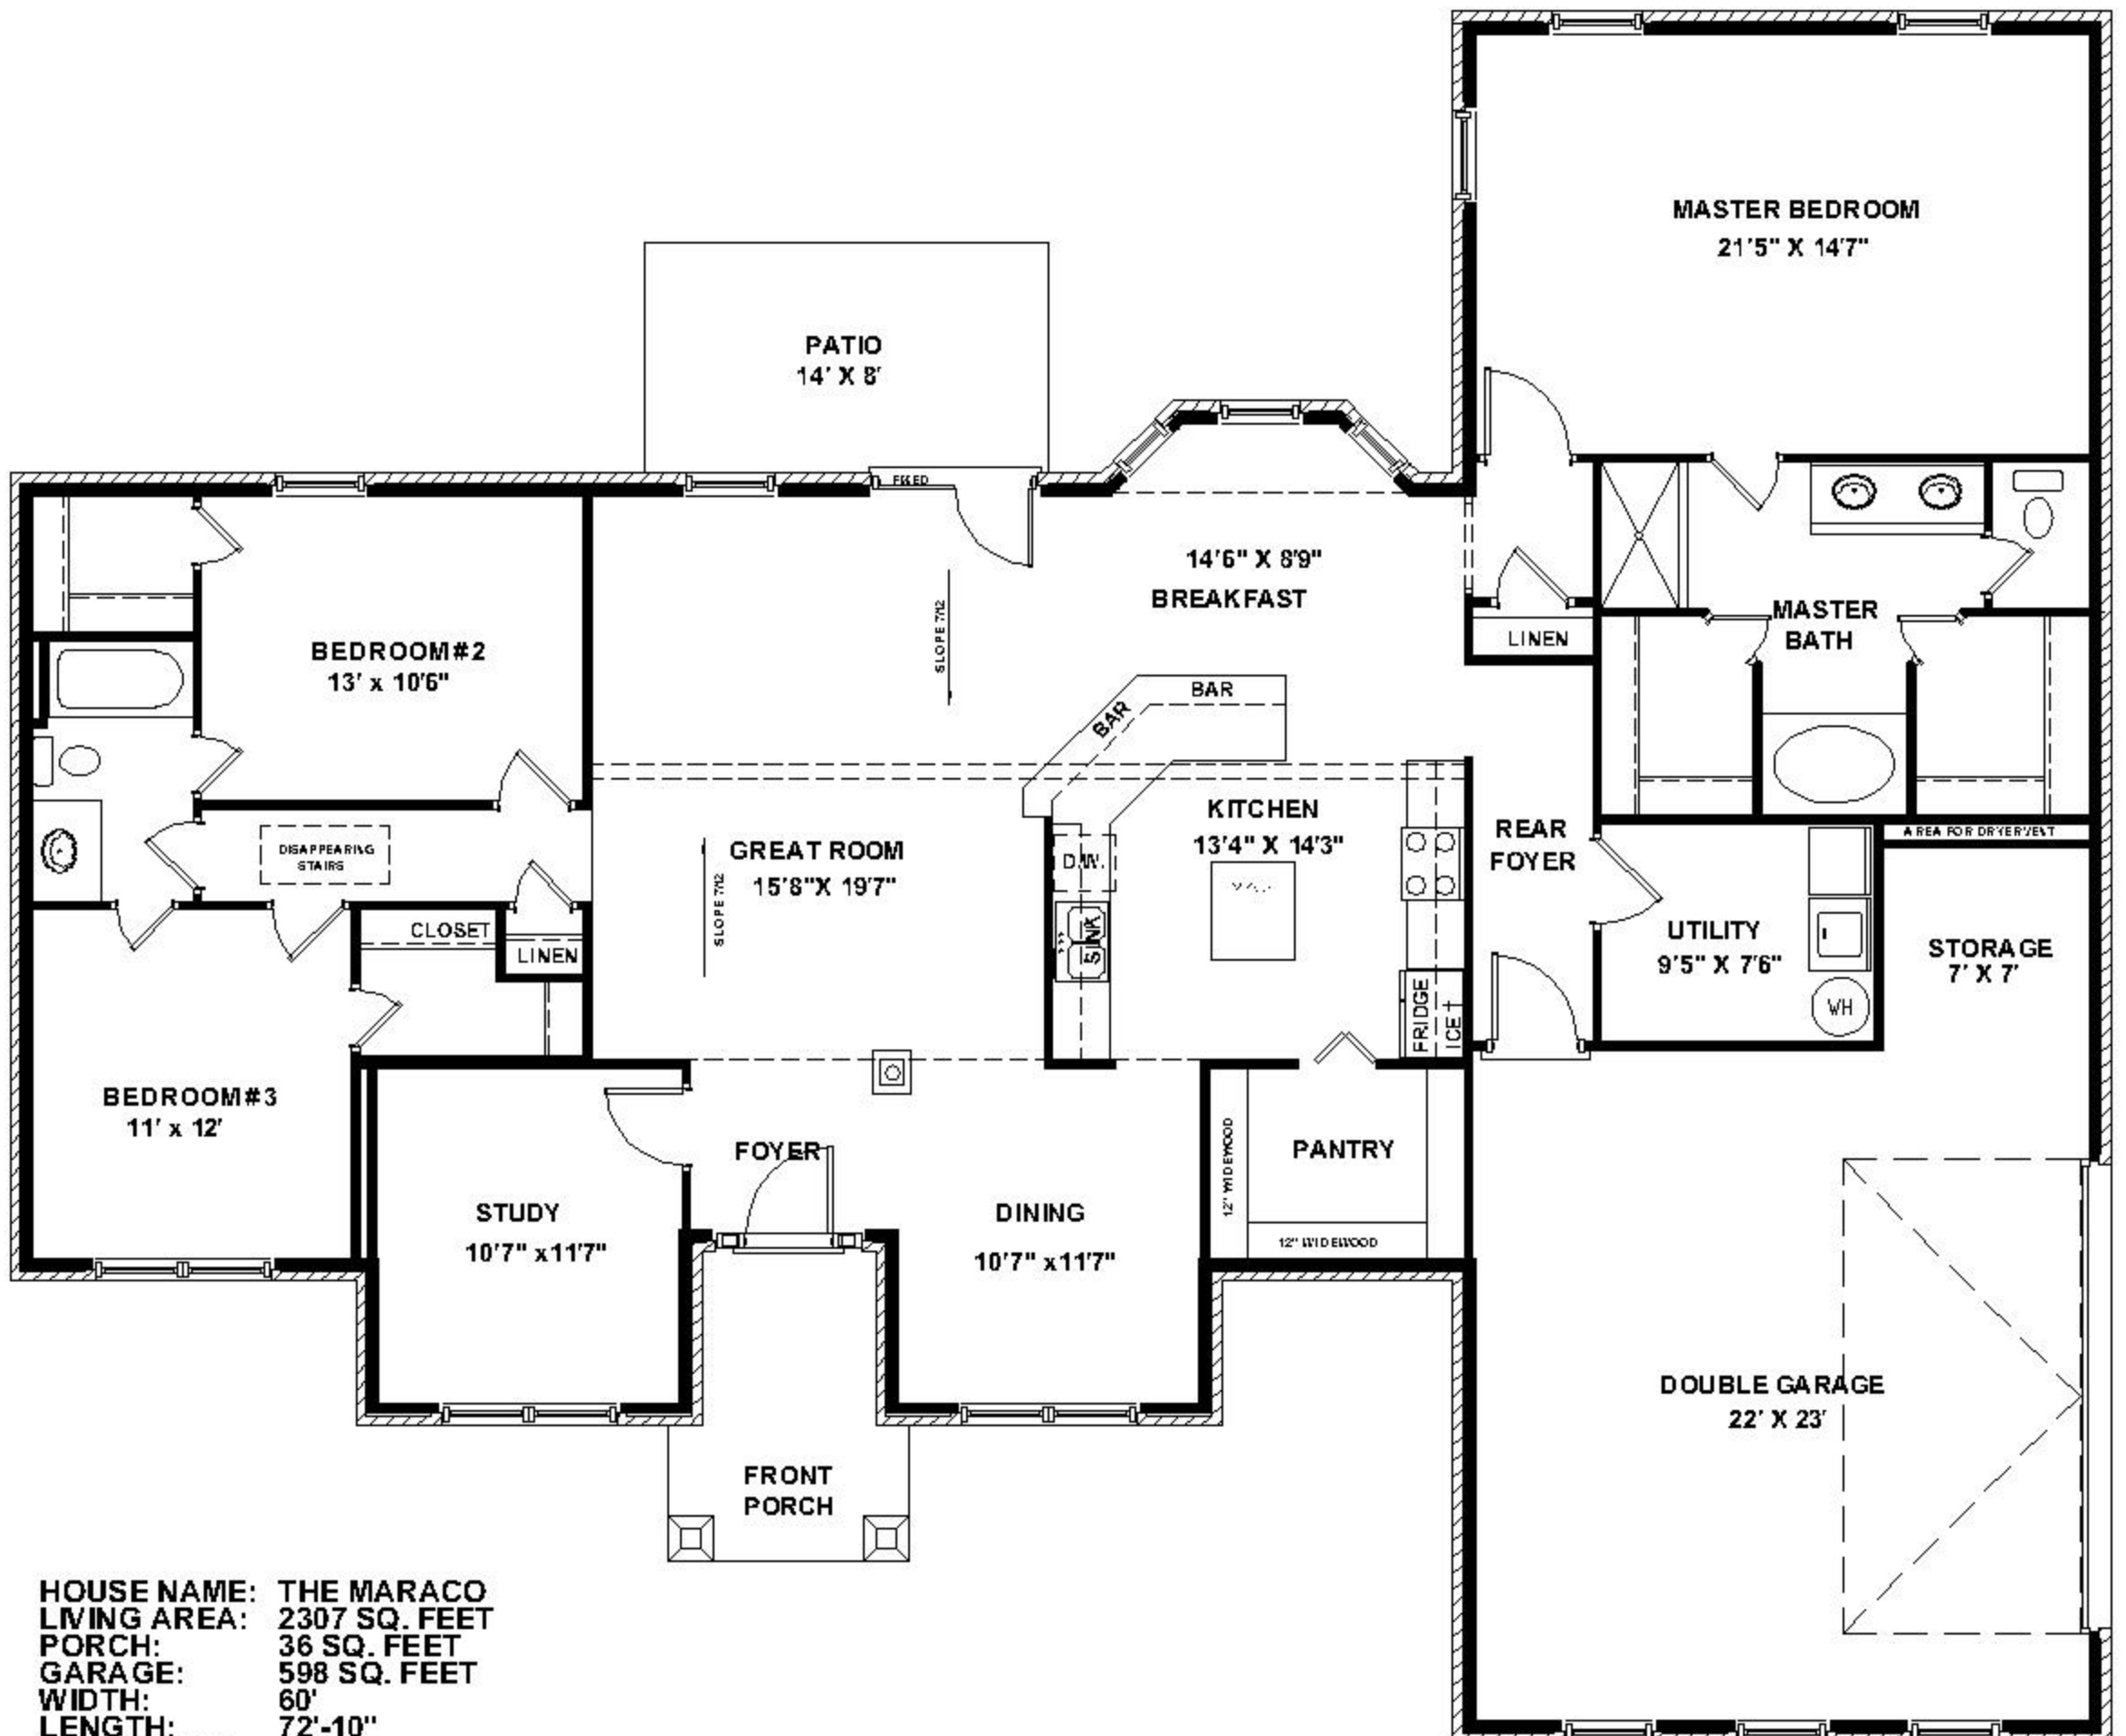 MASTER BEDROOM
21'5" X 14'7"
PATIO
14' X 8'
FIXED
14'6" X 8'9"
BREAKFAST
SLOPE 7/12
LINEN
MASTER
BATH
BEDROOM#2
13' x 10'6"
BAR
BAR
KITCHEN
13'4" X 14'3"
REAR
FOYER
AREA FOR DRYER VENT
DISAPPEARING
STAIRS
GREAT ROOM
15'8"X 19'7"
SLOPE 7/12
D.W.
SINK
FRIDGE
ICE
UTILITY
9'5" X 7'6"
WH
STORAGE
7' X 7'
CLOSET
LINEN
BEDROOM#3
11' x 12'
FOYER
PANTRY
12" WIDE WOOD
12" WIDE WOOD
STUDY
10'7" x11'7"
DINING
10'7" x11'7"
DOUBLE GARAGE
22' X 23'
FRONT
PORCH
HOUSE NAME: THE MARACO
LIVING AREA: 2307 SQ. FEET
PORCH: 36 SQ. FEET
GARAGE: 598 SQ. FEET
WIDTH: 60'
LENGTH: 72'-10"